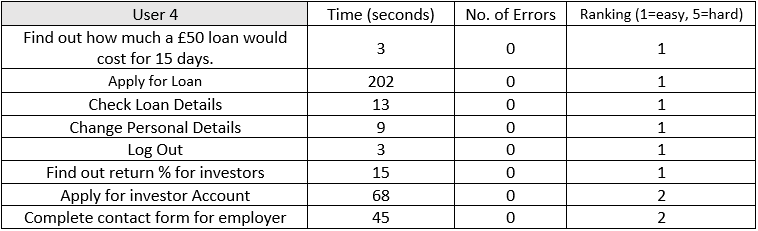 User 4 Time (seconds) No. of Errors Ranking (1=easy, 5=hard)
Find out how much a £50 loan would
cost for 15 days. 3 0 1
Apply for Loan 202 0 1
Check Loan Details 13 0 1
Change Personal Details 9 0 1
Log Out 3 0 1
Find out return % for investors 15 0 1
Apply for investor Account 68 0 2
Complete contact form for employer 45 0 2